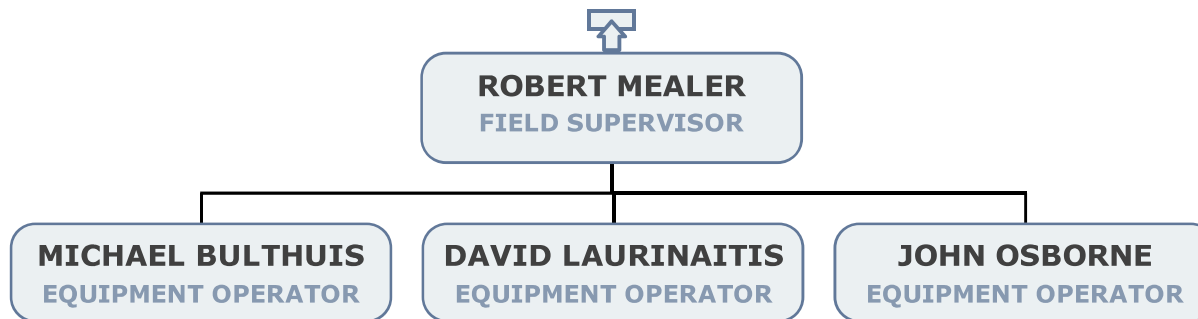 ROBERT MEALER
FIELD SUPERVISOR
MICHAEL BULTHUIS
EQUIPMENT OPERATOR
DAVID LAURINAITIS
EQUIPMENT OPERATOR
JOHN OSBORNE
EQUIPMENT OPERATOR